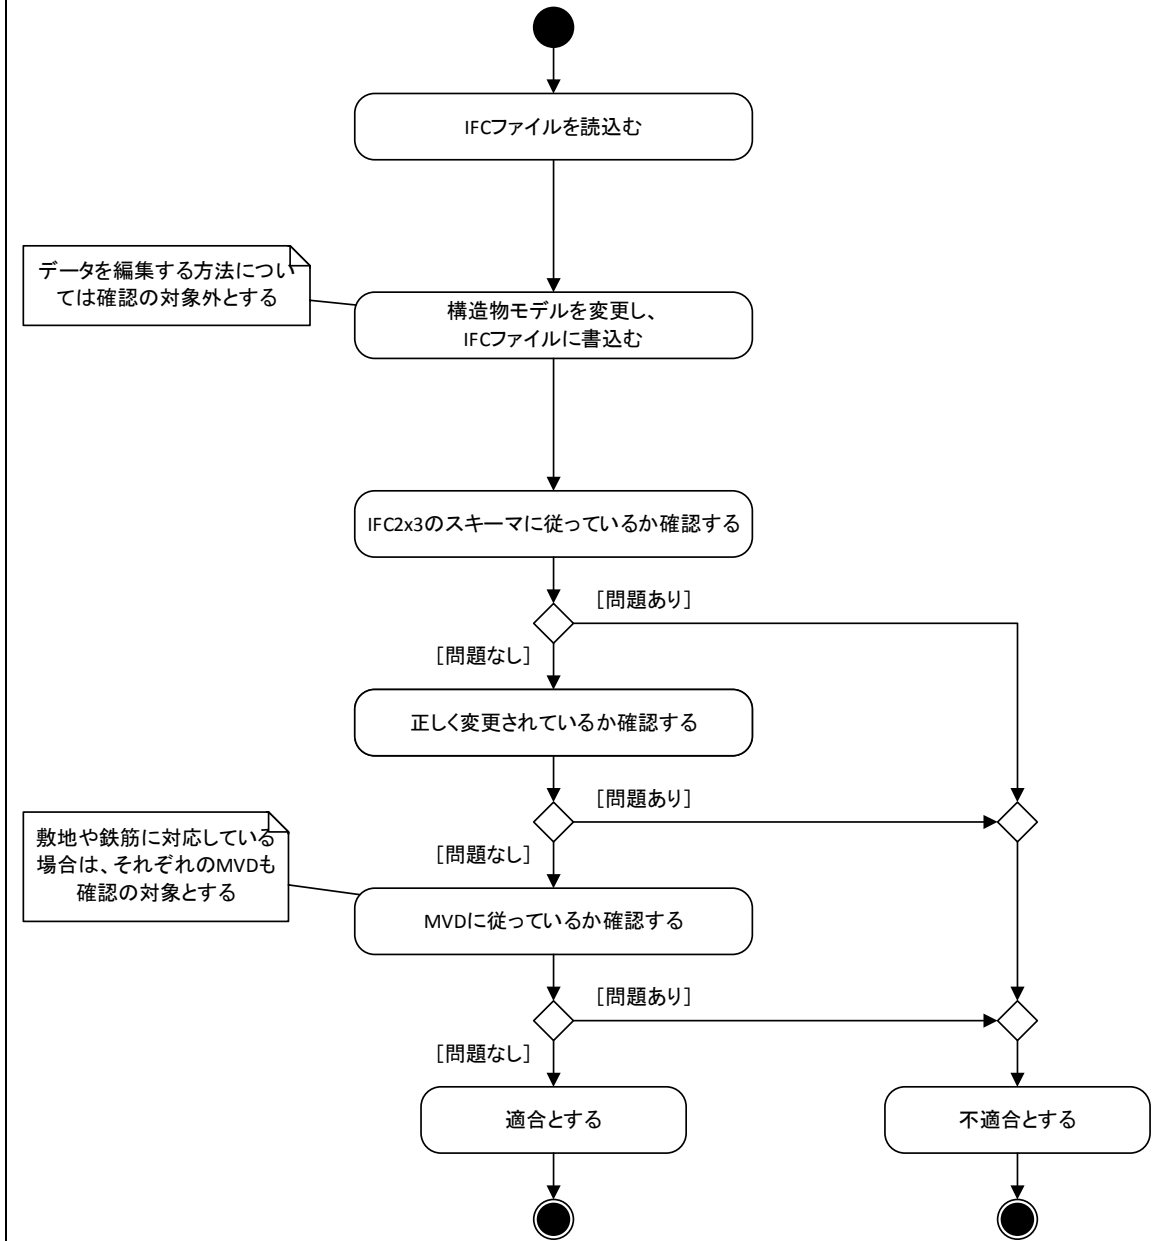 IFCファイルを読込む
データを編集する方法につい
ては確認の対象外とする
構造物モデルを変更し、
IFCファイルに書込む
IFC2x3のスキーマに従っているか確認する
[問題あり]
[問題なし]
正しく変更されているか確認する
[問題あり]
[問題なし]
敷地や鉄筋に対応している
場合は、それぞれのMVDも
確認の対象とする
MVDに従っているか確認する
[問題あり]
[問題なし]
適合とする
不適合とする